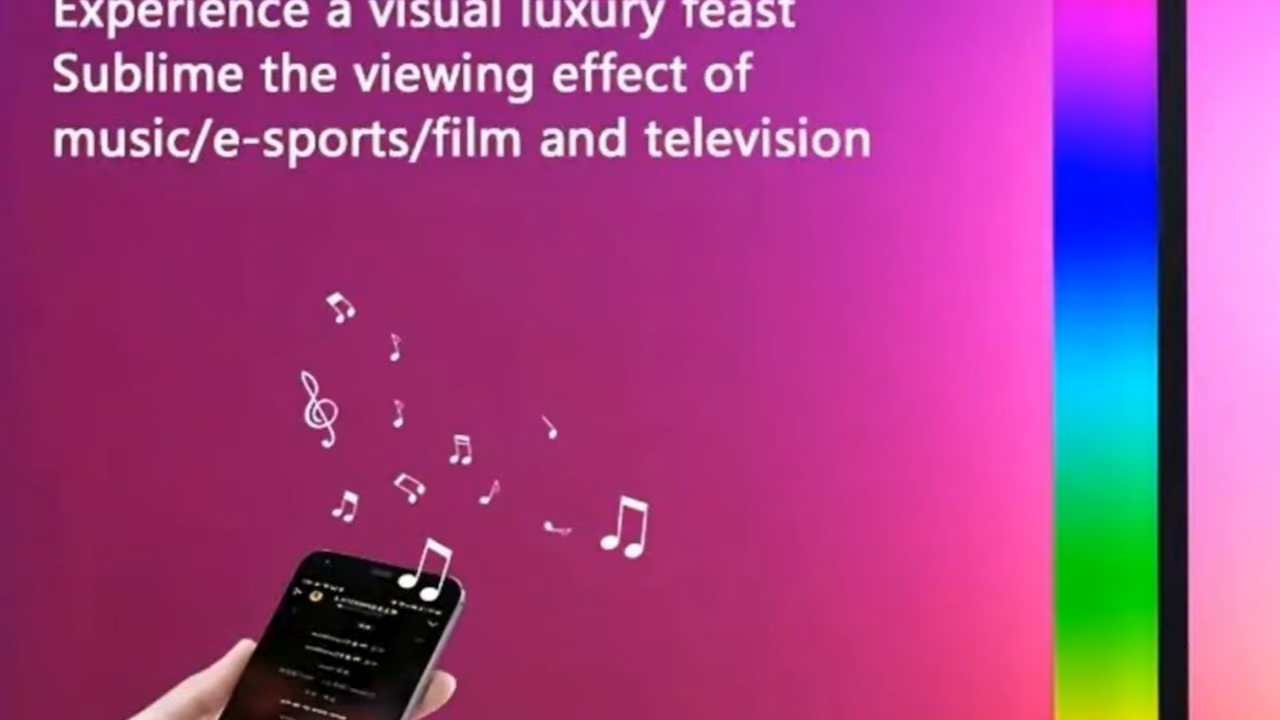 Experience a visual luxury feast
Sublime the viewing effect of
music/e-sports/film and television